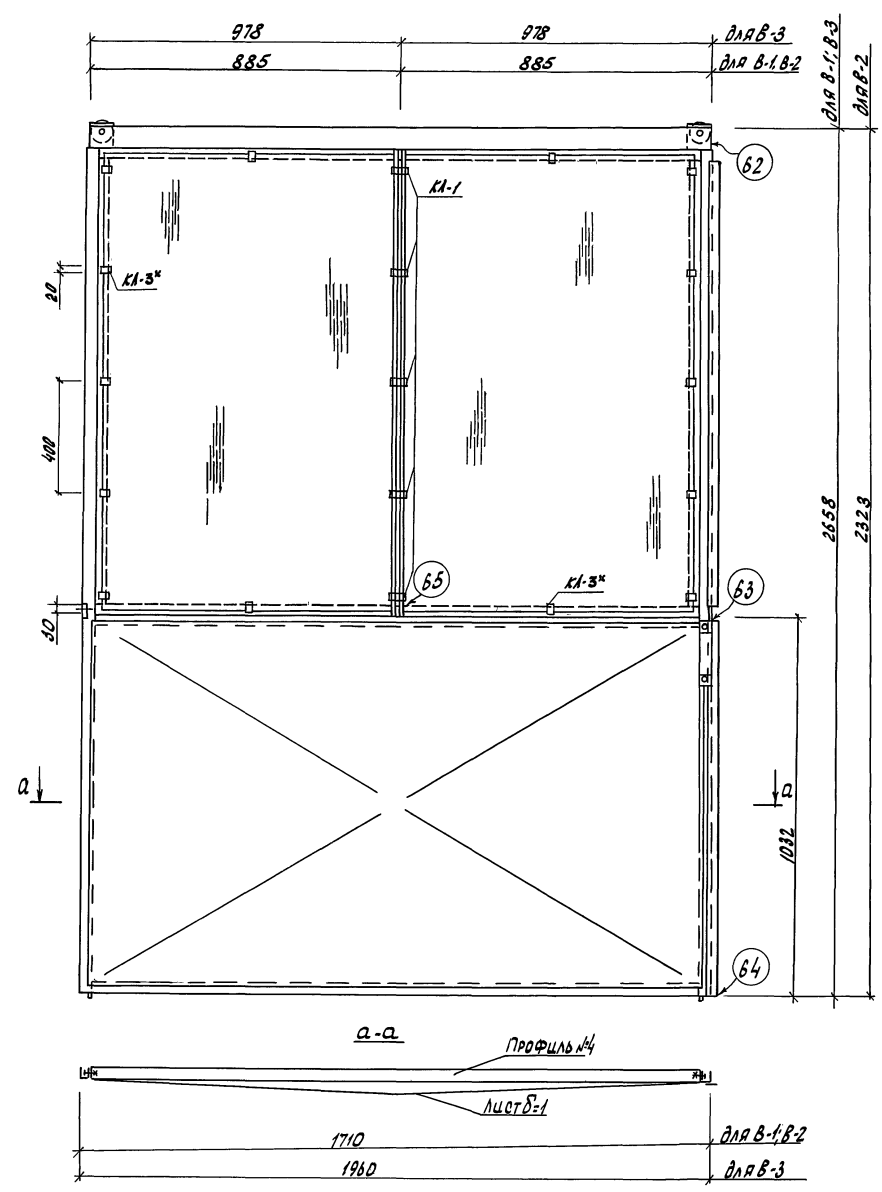 978
978
для В-3
885
885
для В-1; В-2
для В-1; В-3
для В-2
62
КЛ-1
КЛ-3*
20
400
2658
2323
65
КЛ-3*
63
30
а
а
1032
64
а-а
Профиль №4
Лист δ=1
1710
для В-1; В-2
1960
для В-3